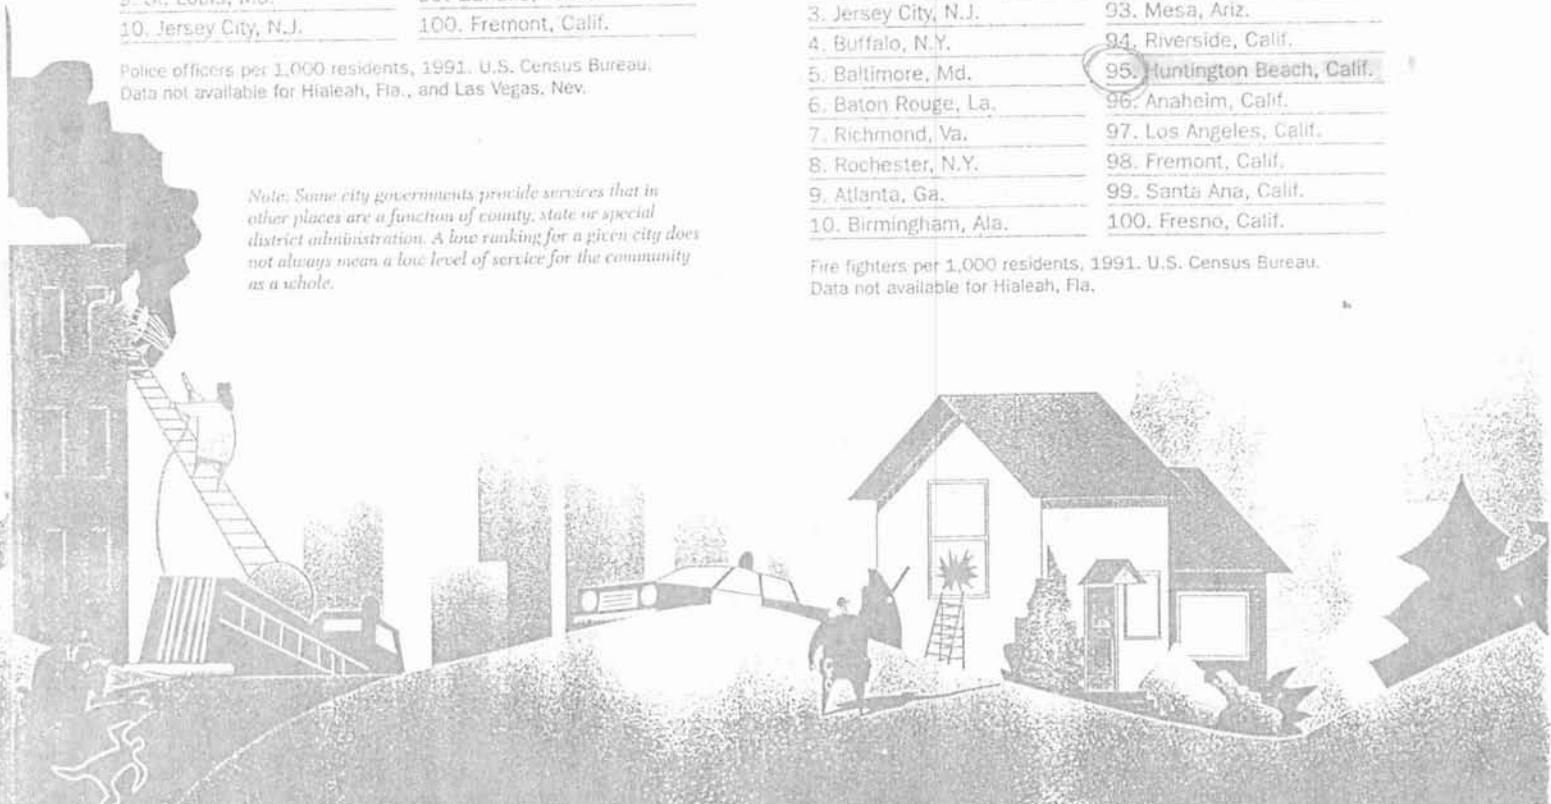 10. Jersey City, N.J.
100. Fremont, Calif.
Police officers per 1,000 residents, 1991. U.S. Census Bureau.
Data not available for Hialeah, Fla., and Las Vegas, Nev.
Note: Some city governments provide services that in
other places are a function of county, state or special
district administration. A low ranking for a given city does
not always mean a low level of service for the community
as a whole.
3. Jersey City, N.J.
4. Buffalo, N.Y.
5. Baltimore, Md.
6. Baton Rouge, La.
7. Richmond, Va.
8. Rochester, N.Y.
9. Atlanta, Ga.
10. Birmingham, Ala.
93. Mesa, Ariz.
94. Riverside, Calif.
95. Huntington Beach, Calif.
96. Anaheim, Calif.
97. Los Angeles, Calif.
98. Fremont, Calif.
99. Santa Ana, Calif.
100. Fresno, Calif.
Fire fighters per 1,000 residents, 1991. U.S. Census Bureau.
Data not available for Hialeah, Fla.